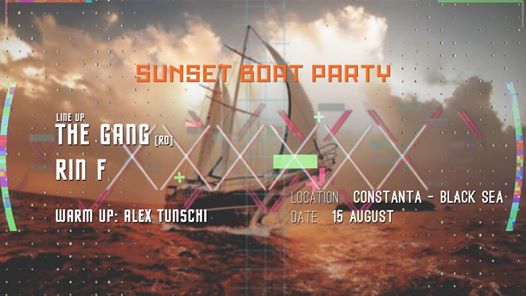 SUNSET BOAT PARTY
LINE UP
THE GANG [RO]
RIN F
WARM UP: ALEX TUNSCHI
LOCATION CONSTANTA - BLACK SEA
DATE 15 AUGUST